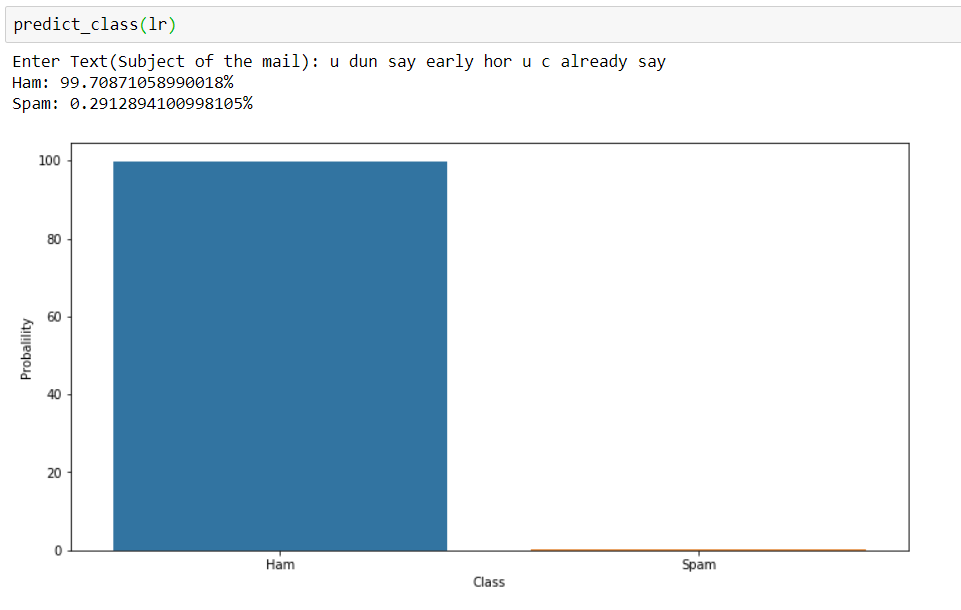 predict_class(lr)
Enter Text(Subject of the mail): u dun say early hor u c already say
Ham: 99.70871058990018%
Spam: 0.2912894100998105%
100
80
60
40
20
0
Probalility
Ham
Spam
Class